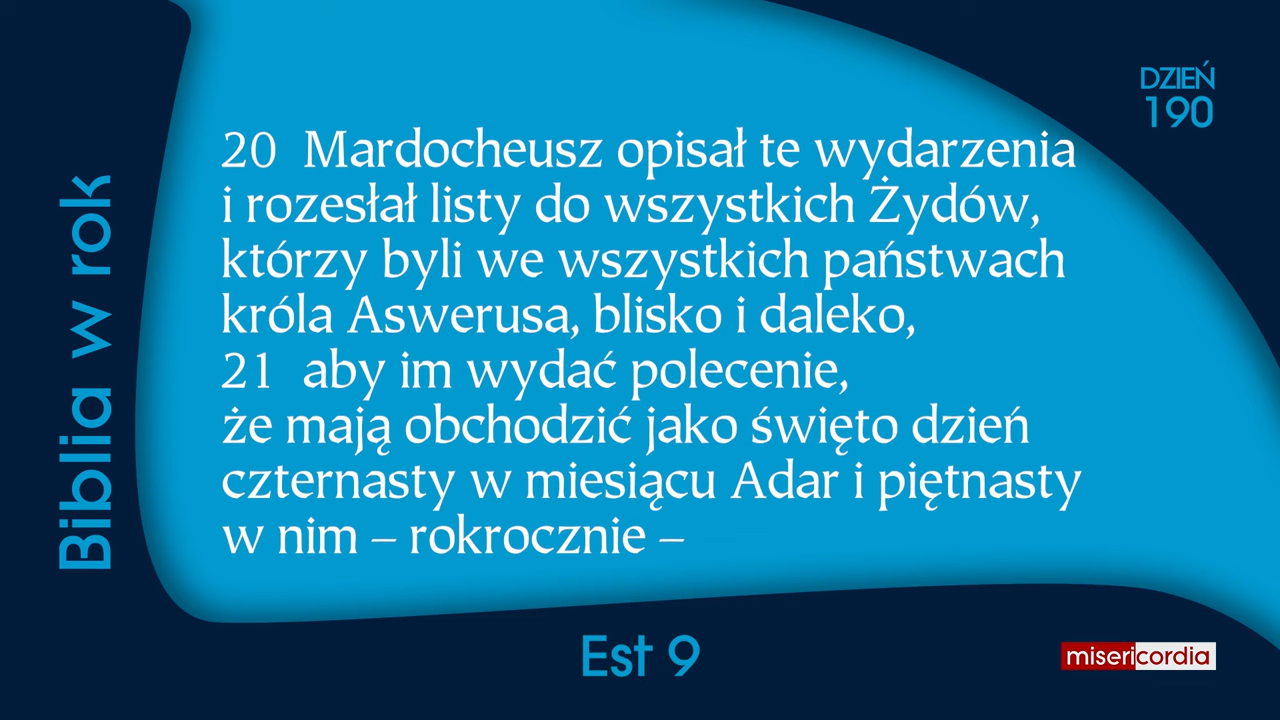 Biblia w rok
DZIEŃ
190
20 Mardocheusz opisał te wydarzenia
i rozesłał listy do wszystkich Żydów,
którzy byli we wszystkich państwach
króla Aswerusa, blisko i daleko,
21 aby im wydać polecenie,
że mają obchodzić jako święto dzień
czternasty w miesiącu Adar i piętnasty
w nim – rokrocznie –
Est 9
misericordia